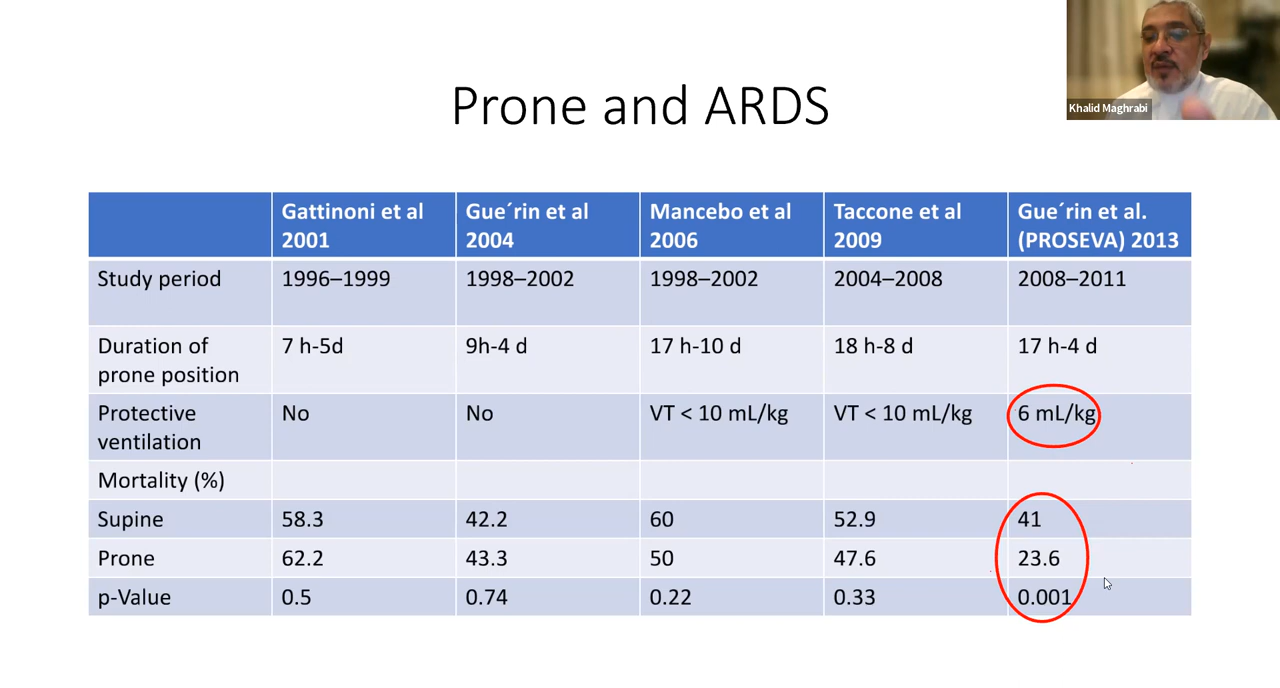 Khalid Maghrabi
Prone and ARDS
Gattinoni et al 2001
Gue´rin et al 2004
Mancebo et al 2006
Taccone et al 2009
Gue´rin et al. (PROSEVA) 2013
Study period 1996–1999 1998–2002 1998–2002 2004–2008 2008–2011
Duration of prone position 7 h-5d 9h-4 d 17 h-10 d 18 h-8 d 17 h-4 d
Protective ventilation No No VT < 10 mL/kg VT < 10 mL/kg 6 mL/kg
Mortality (%)
Supine 58.3 42.2 60 52.9 41
Prone 62.2 43.3 50 47.6 23.6
p-Value 0.5 0.74 0.22 0.33 0.001